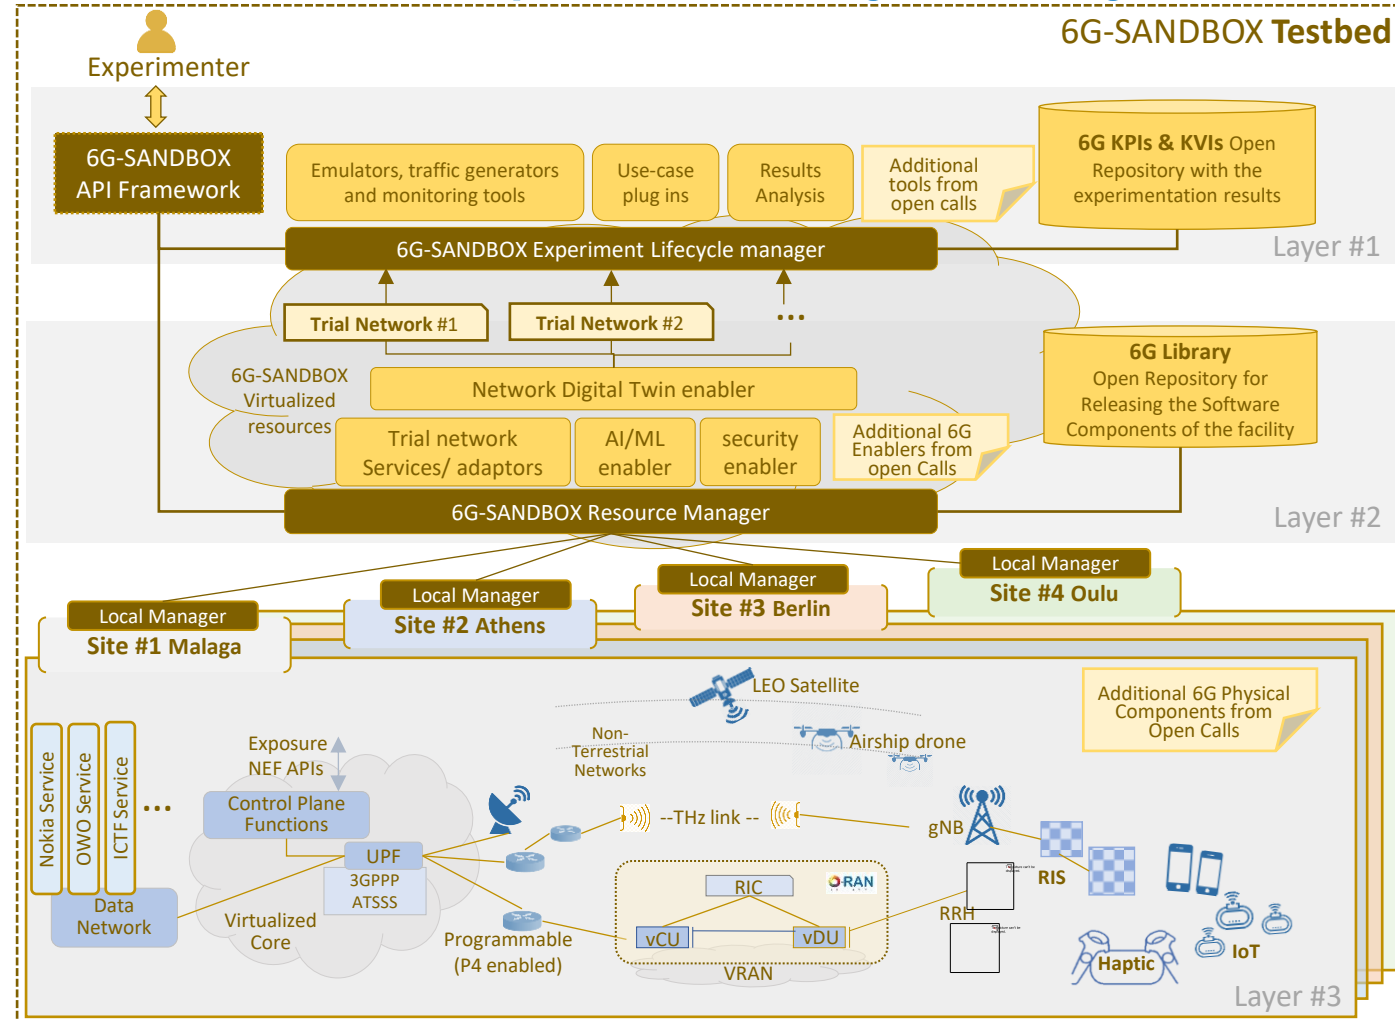 6G-SANDBOX Testbed
Experimenter
6G-SANDBOX
API Framework
Emulators, traffic generators
and monitoring tools
Use-case
plug ins
Results
Analysis
Additional
tools from
open calls
6G KPIs & KVIs Open
Repository with the
experimentation results
Layer #1
6G-SANDBOX Experiment Lifecycle manager
Trial Network #1
Trial Network #2
...
6G-SANDBOX
Virtualized
resources
Network Digital Twin enabler
6G Library
Open Repository for
Releasing the Software
Components of the facility
Trial network
Services/ adaptors
AI/ML
enabler
security
enabler
Additional 6G
Enablers from
open Calls
6G-SANDBOX Resource Manager
Layer #2
Local Manager
Site #1 Malaga
Local Manager
Site #2 Athens
Local Manager
Site #3 Berlin
Local Manager
Site #4 Oulu
LEO Satellite
Additional 6G Physical
Components from
Open Calls
Nokia Service
OWO Service
ICTF Service
...
Exposure
NEF APIs
Non-
Terrestrial
Networks
Airship drone
Control Plane
Functions
--THz link --
gNB
UPF
3GPPP
ATSSS
RIC
O-RAN
RIS
Data
Network
Virtualized
Core
Programmable
(P4 enabled)
vCU
vDU
VRAN
RRH
Haptic
IoT
Layer #3